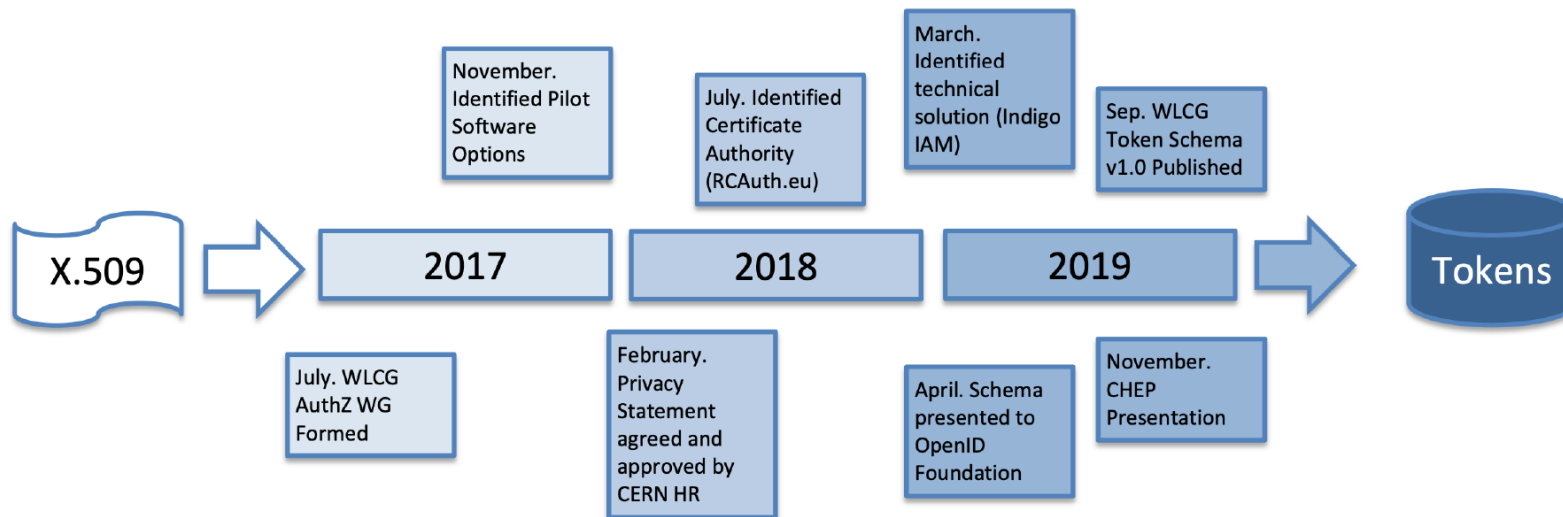 November.
Identified Pilot
Software
Options
July. Identified
Certificate
Authority
(RCAuth.eu)
March.
Identified
technical
solution (Indigo
IAM)
Sep. WLCG
Token Schema
v1.0 Published
X.509
2017
2018
2019
Tokens
July. WLCG
AuthZ WG
Formed
February.
Privacy
Statement
agreed and
approved by
CERN HR
April. Schema
presented to
OpenID
Foundation
November.
CHEP
Presentation